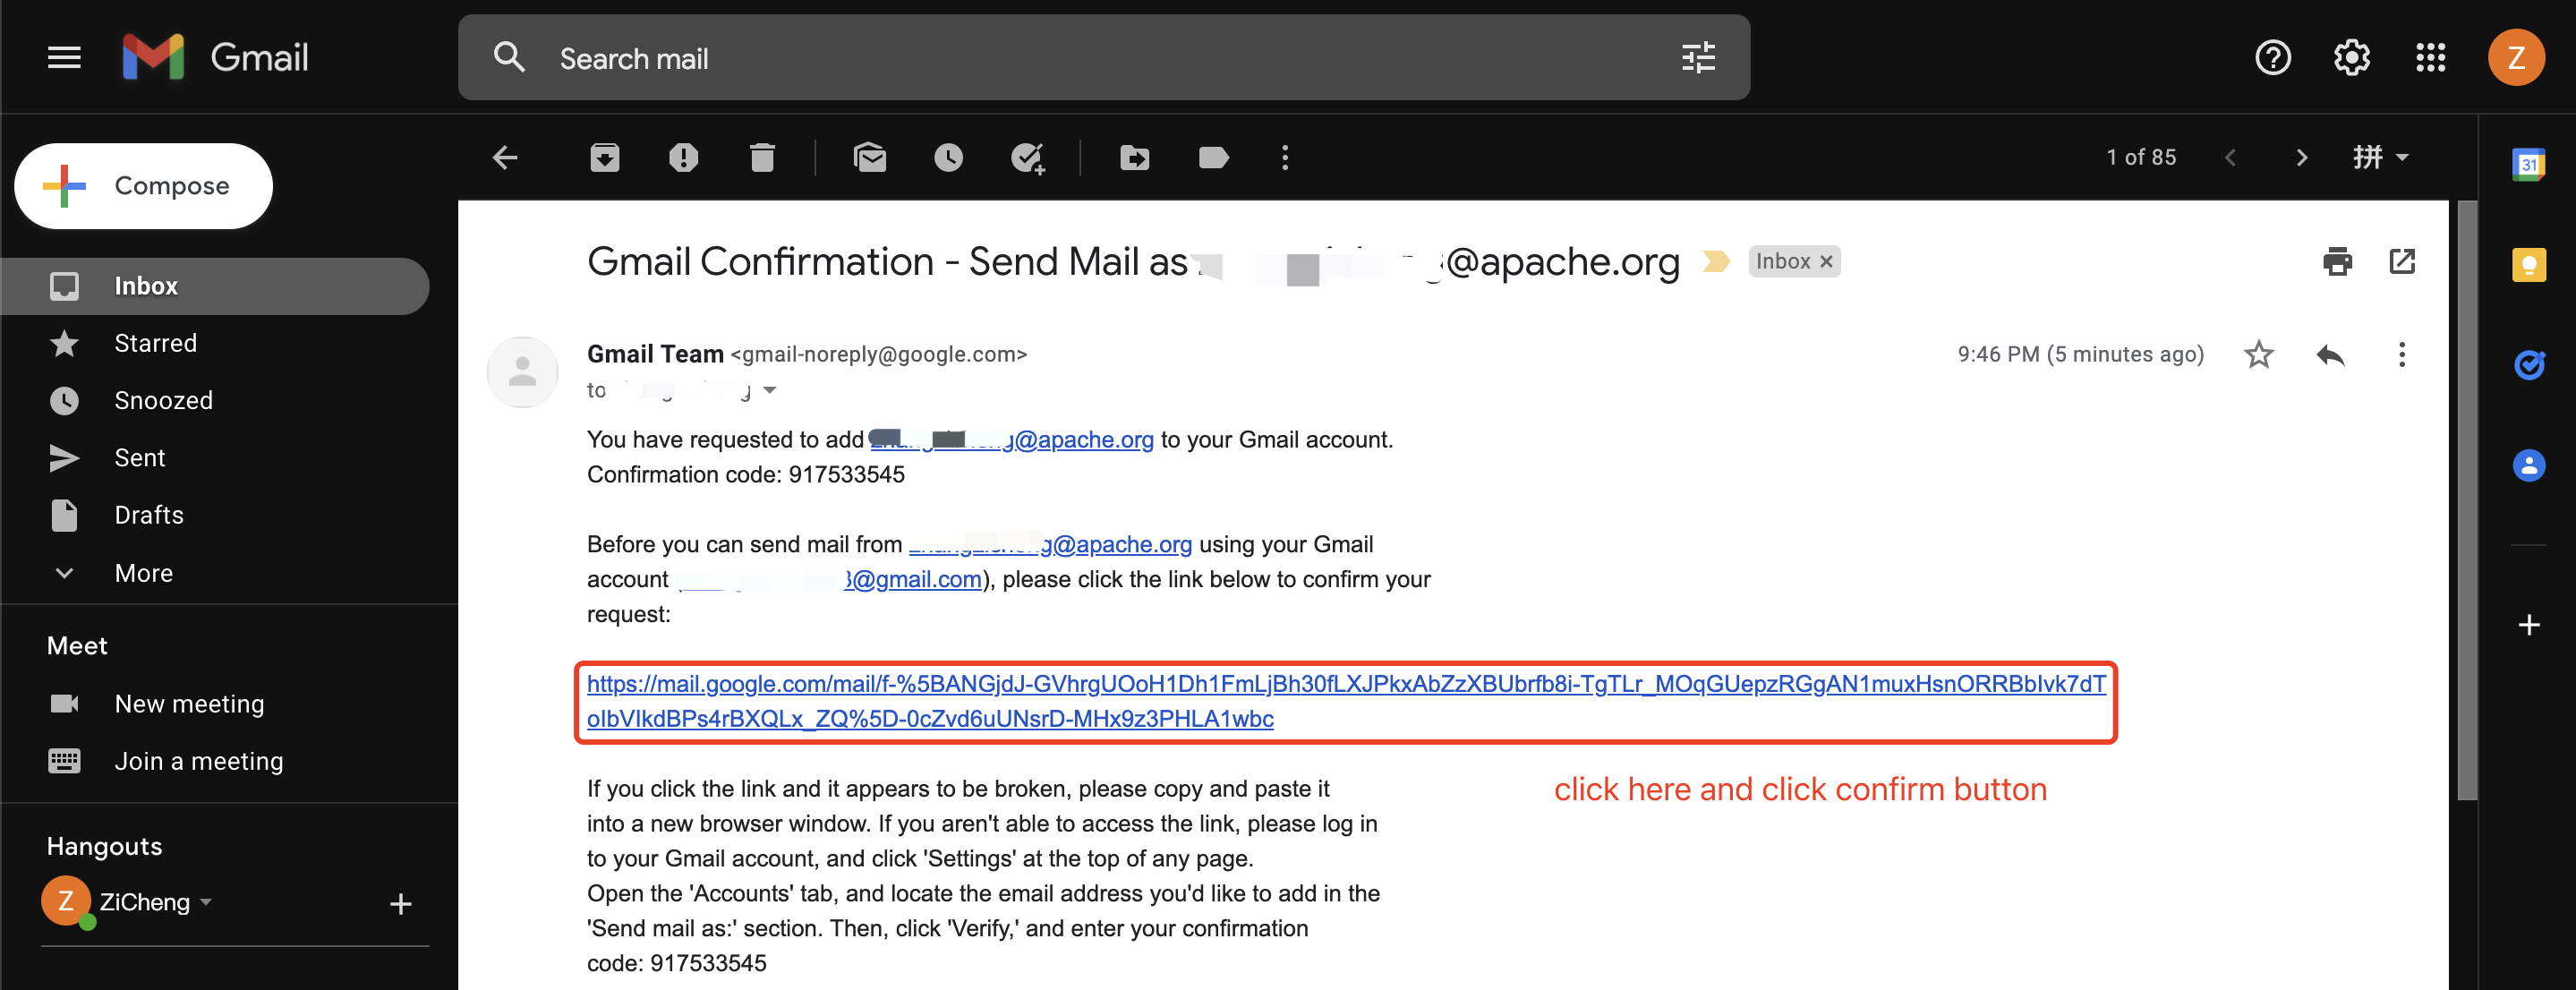 Gmail
Search mail
Z
Compose
1 of 85
拼
31
Gmail Confirmation - Send Mail as @apache.org
Inbox ×
Inbox
Starred
Snoozed
Sent
Drafts
More
Gmail Team <gmail-noreply@google.com>
9:46 PM (5 minutes ago)
to
You have requested to add @apache.org to your Gmail account.
Confirmation code: 917533545
Before you can send mail from @apache.org using your Gmail
account ( @gmail.com), please click the link below to confirm your
request:
https://mail.google.com/mail/f-%5BANGjdJ-GVhrgUOoH1Dh1FmLjBh30fLXJPkxAbZzXBUbrfb8i-TgTLr_MOqGUepzRGgAN1muxHsnORRBbIvk7dT
oIbVIkdBPs4rBXQLx_ZQ%5D-0cZvd6uUNsrD-MHx9z3PHLA1wbc
click here and click confirm button
If you click the link and it appears to be broken, please copy and paste it
into a new browser window. If you aren't able to access the link, please log in
to your Gmail account, and click 'Settings' at the top of any page.
Open the 'Accounts' tab, and locate the email address you'd like to add in the
'Send mail as:' section. Then, click 'Verify,' and enter your confirmation
code: 917533545
Meet
New meeting
Join a meeting
Hangouts
Z ZiCheng